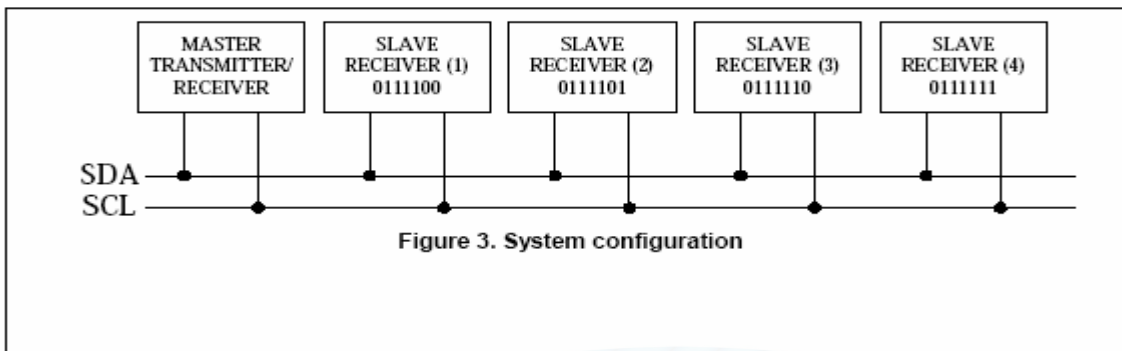 MASTER
TRANSMITTER/
RECEIVER
SLAVE
RECEIVER (1)
0111100
SLAVE
RECEIVER (2)
0111101
SLAVE
RECEIVER (3)
0111110
SLAVE
RECEIVER (4)
0111111
SDA
SCL
Figure 3. System configuration